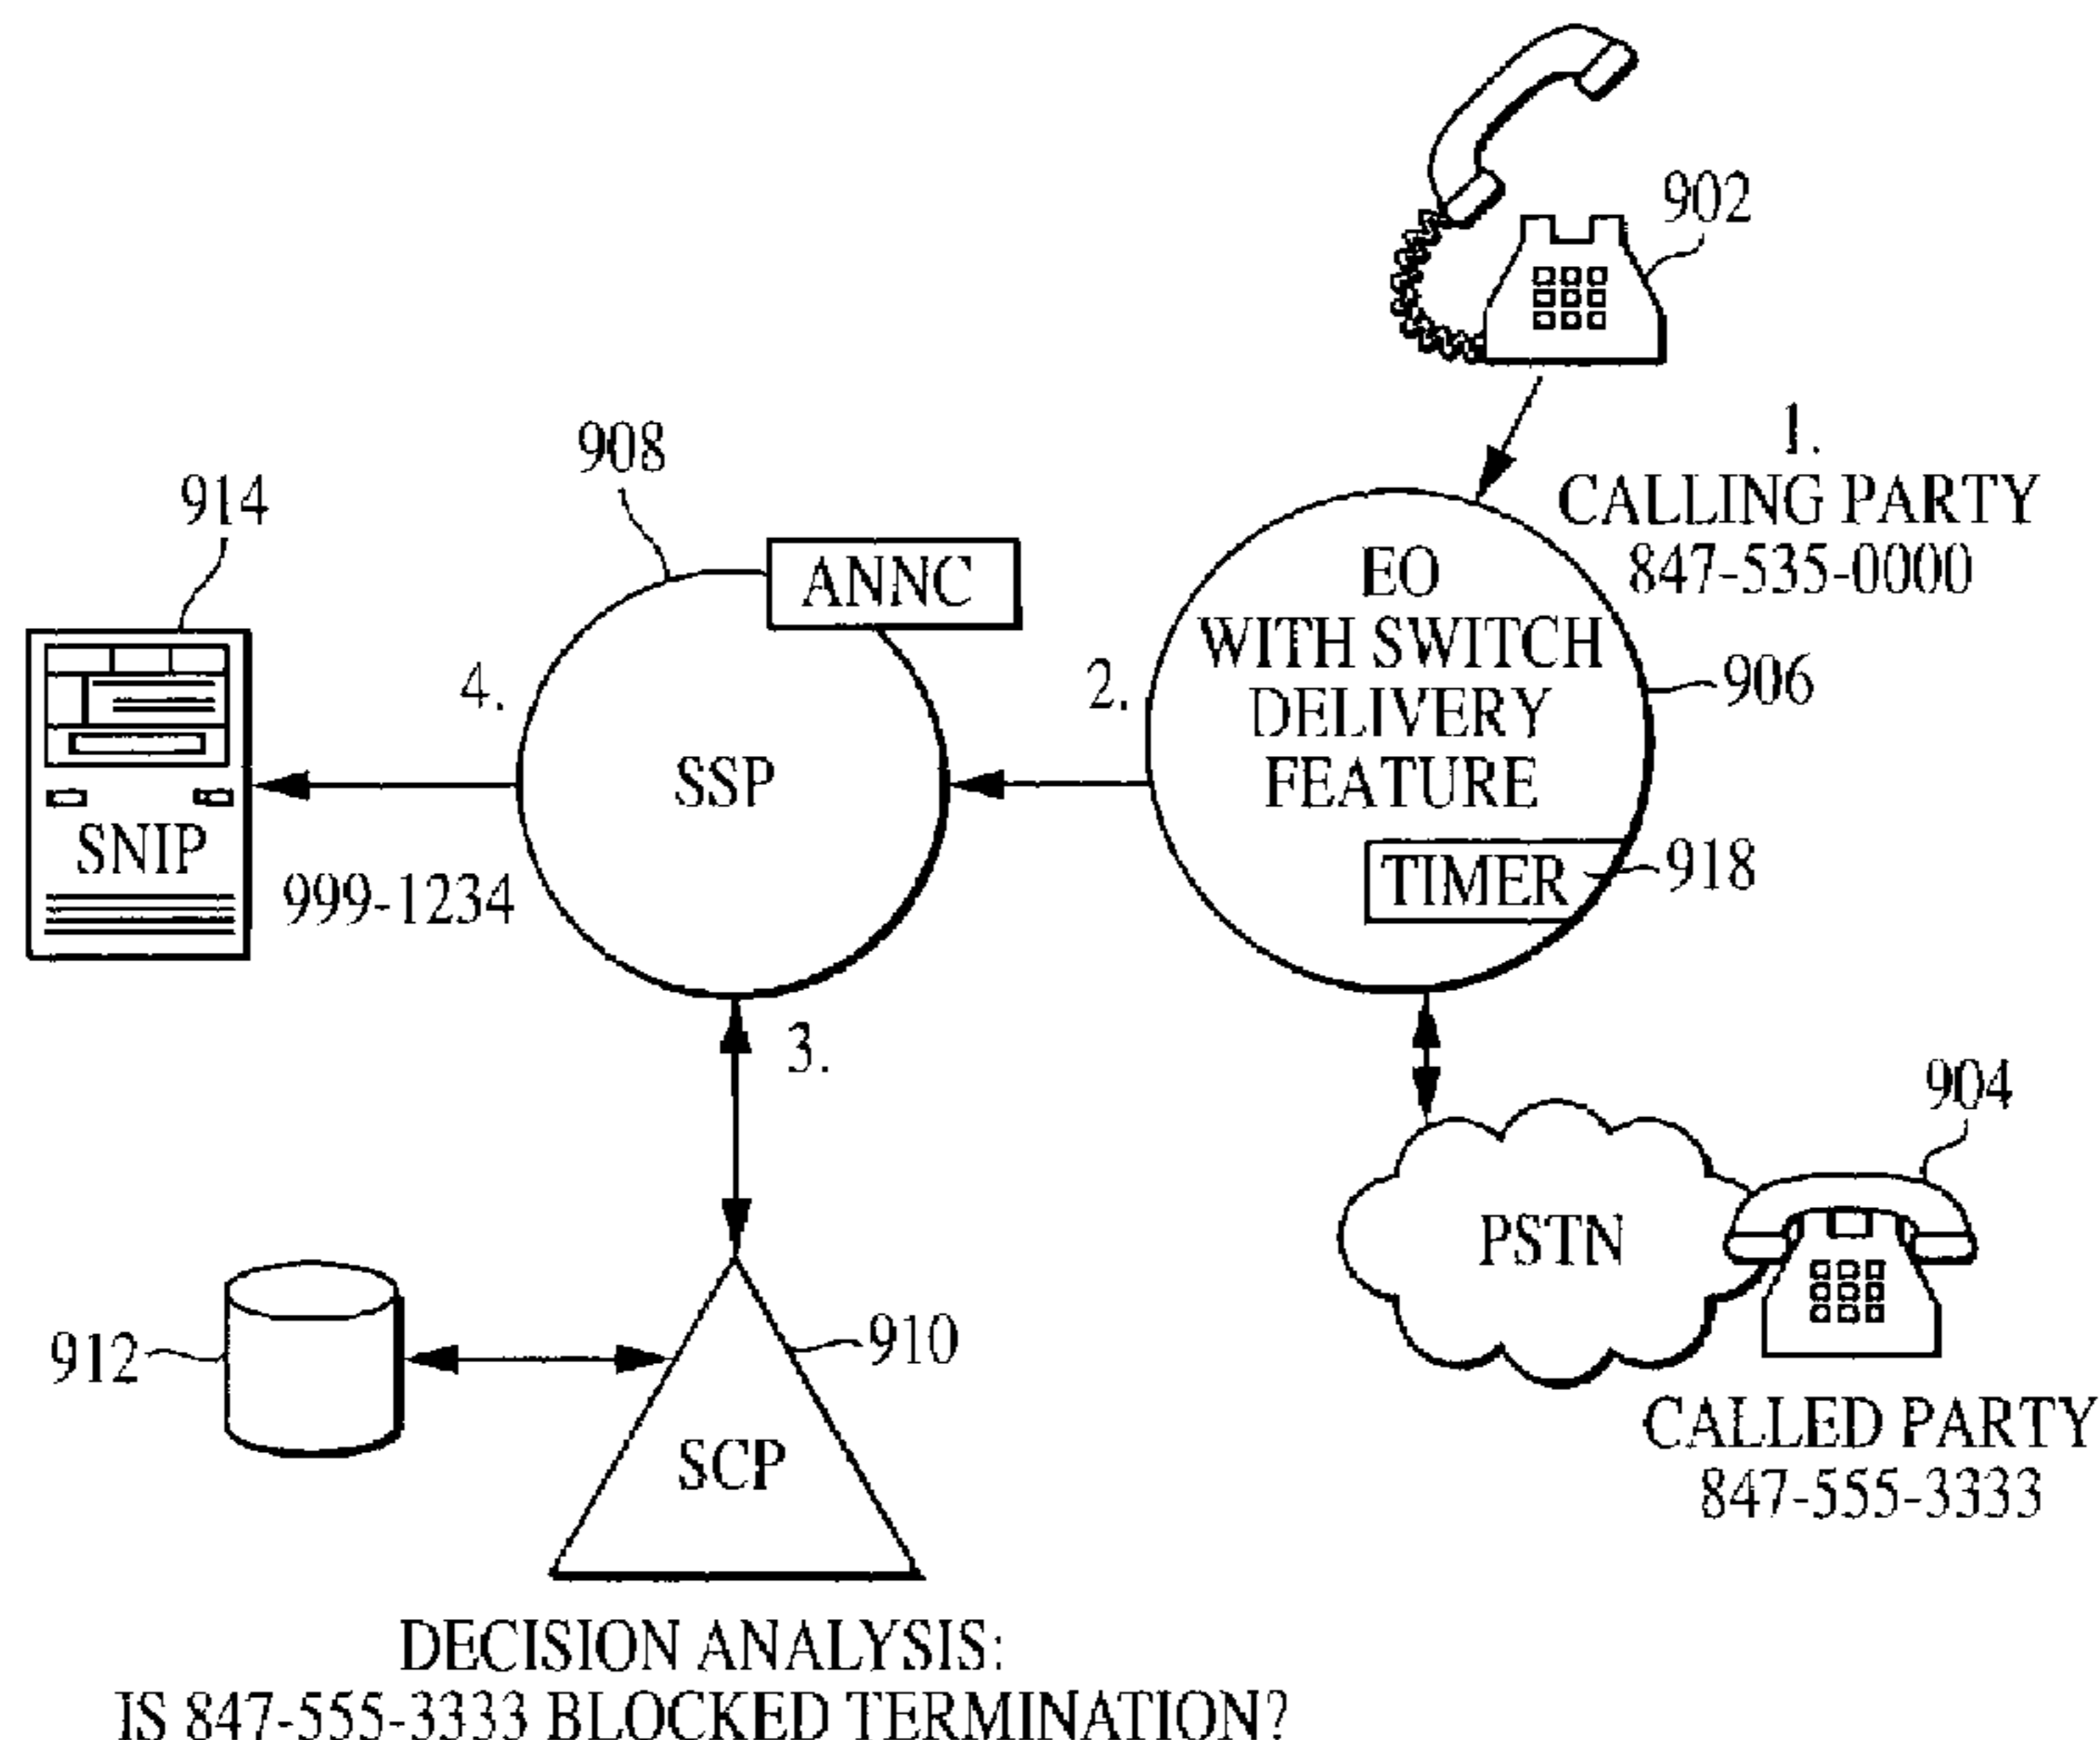 902
1.
CALLING PARTY
847-535-0000
908
914
ANNC
EO
WITH SWITCH
DELIVERY
FEATURE
906
2.
4.
SSP
TIMER
918
SNIP
999-1234
3.
904
PSTN
CALLED PARTY
847-555-3333
912
910
SCP
DECISION ANALYSIS:
IS 847-555-3333 BLOCKED TERMINATION?